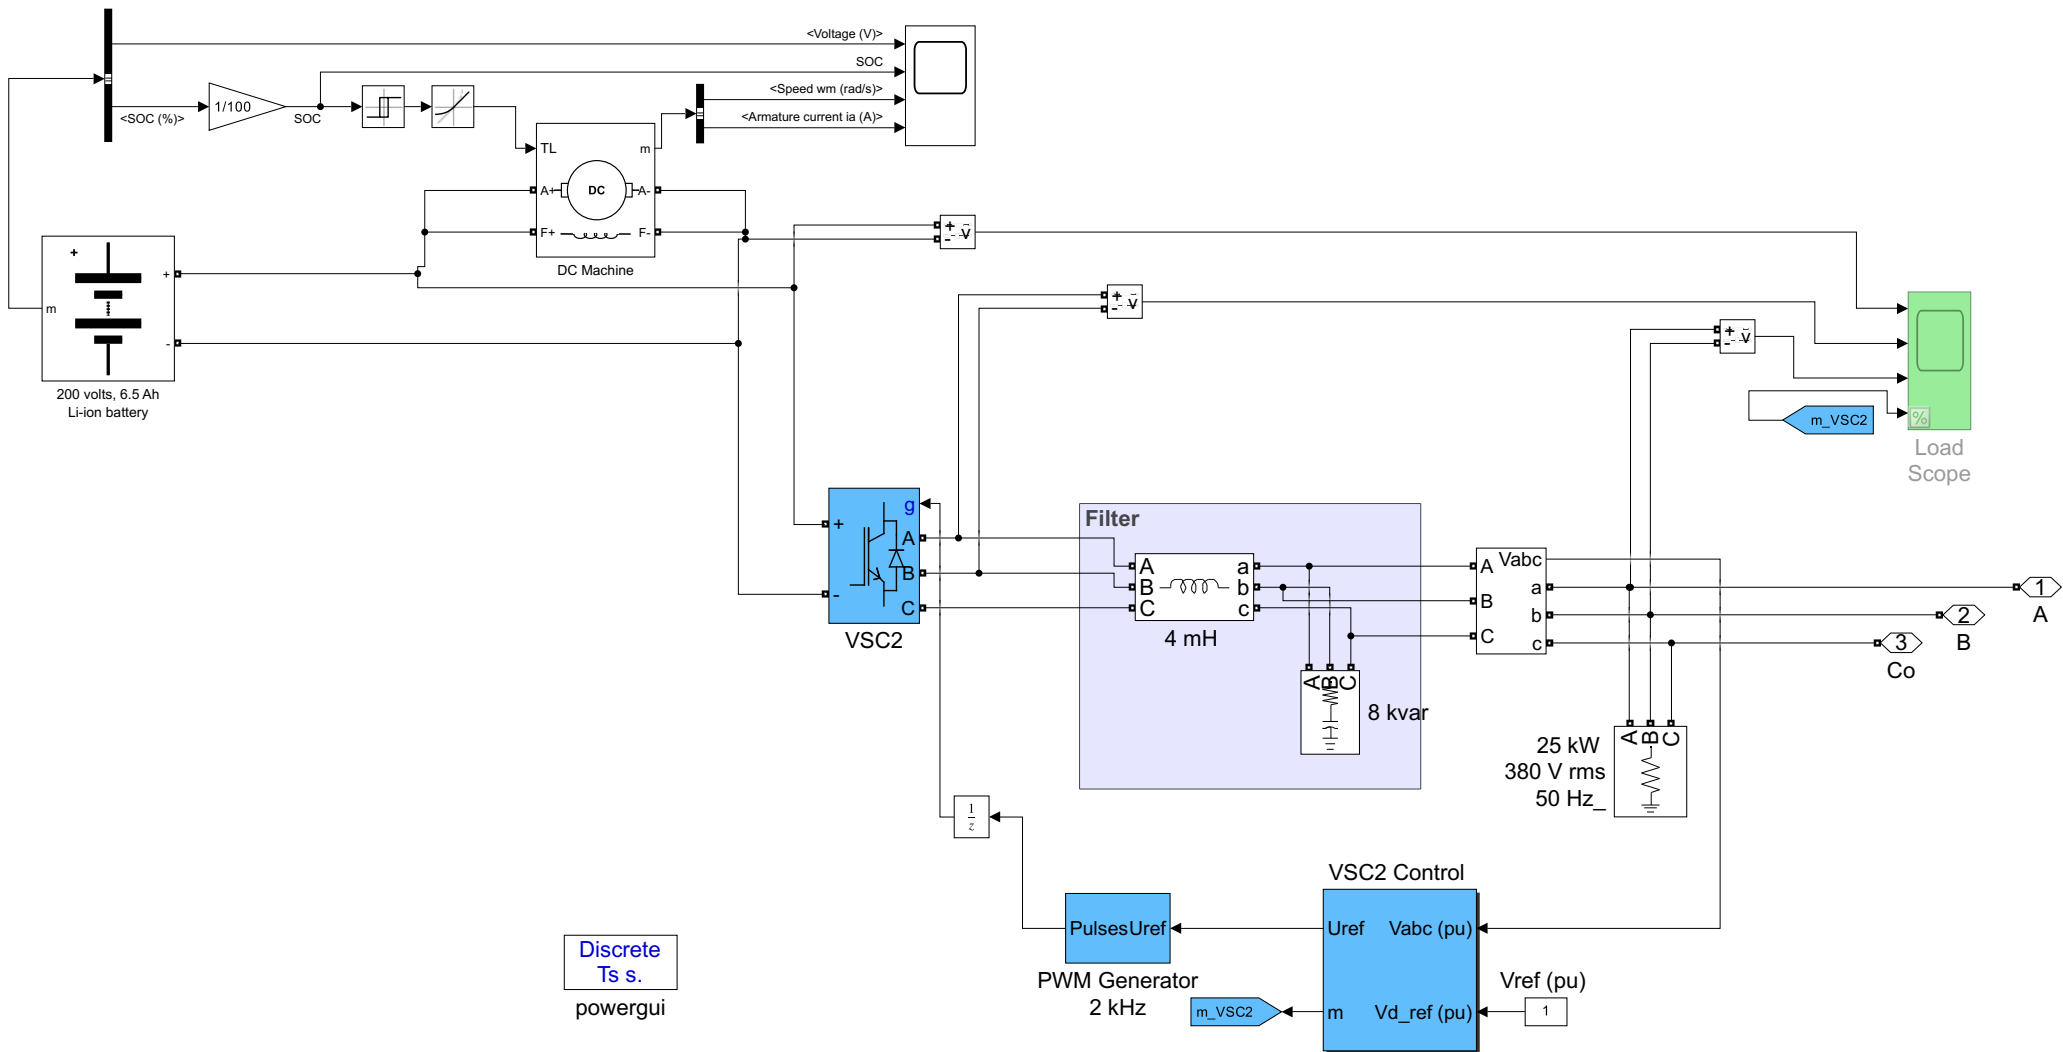 <Voltage (V)>
SOC
<Speed wm (rad/s)>
<Armature current ia (A)>
1/100
<SOC (%)>
SOC
TL
m
A+
DC
A-
F+
F-
DC Machine
+
+
m
-
200 volts, 6.5 Ah
Li-ion battery
+
-
v
+
-
v
+
-
v
m_VSC2
%
Load
Scope
g
+
A
B
-
C
VSC2
Filter
A
a
B
b
C
c
4 mH
A
B
C
8 kvar
A
Vabc
a
B
b
C
c
1
A
2
B
3
Co
A
B
C
25 kW
380 V rms
50 Hz_
1
z
VSC2 Control
Pulses Uref
Uref
Vabc (pu)
PWM Generator
2 kHz
Vref (pu)
m_VSC2
m
Vd_ref (pu)
1
Discrete
Ts s.
powergui